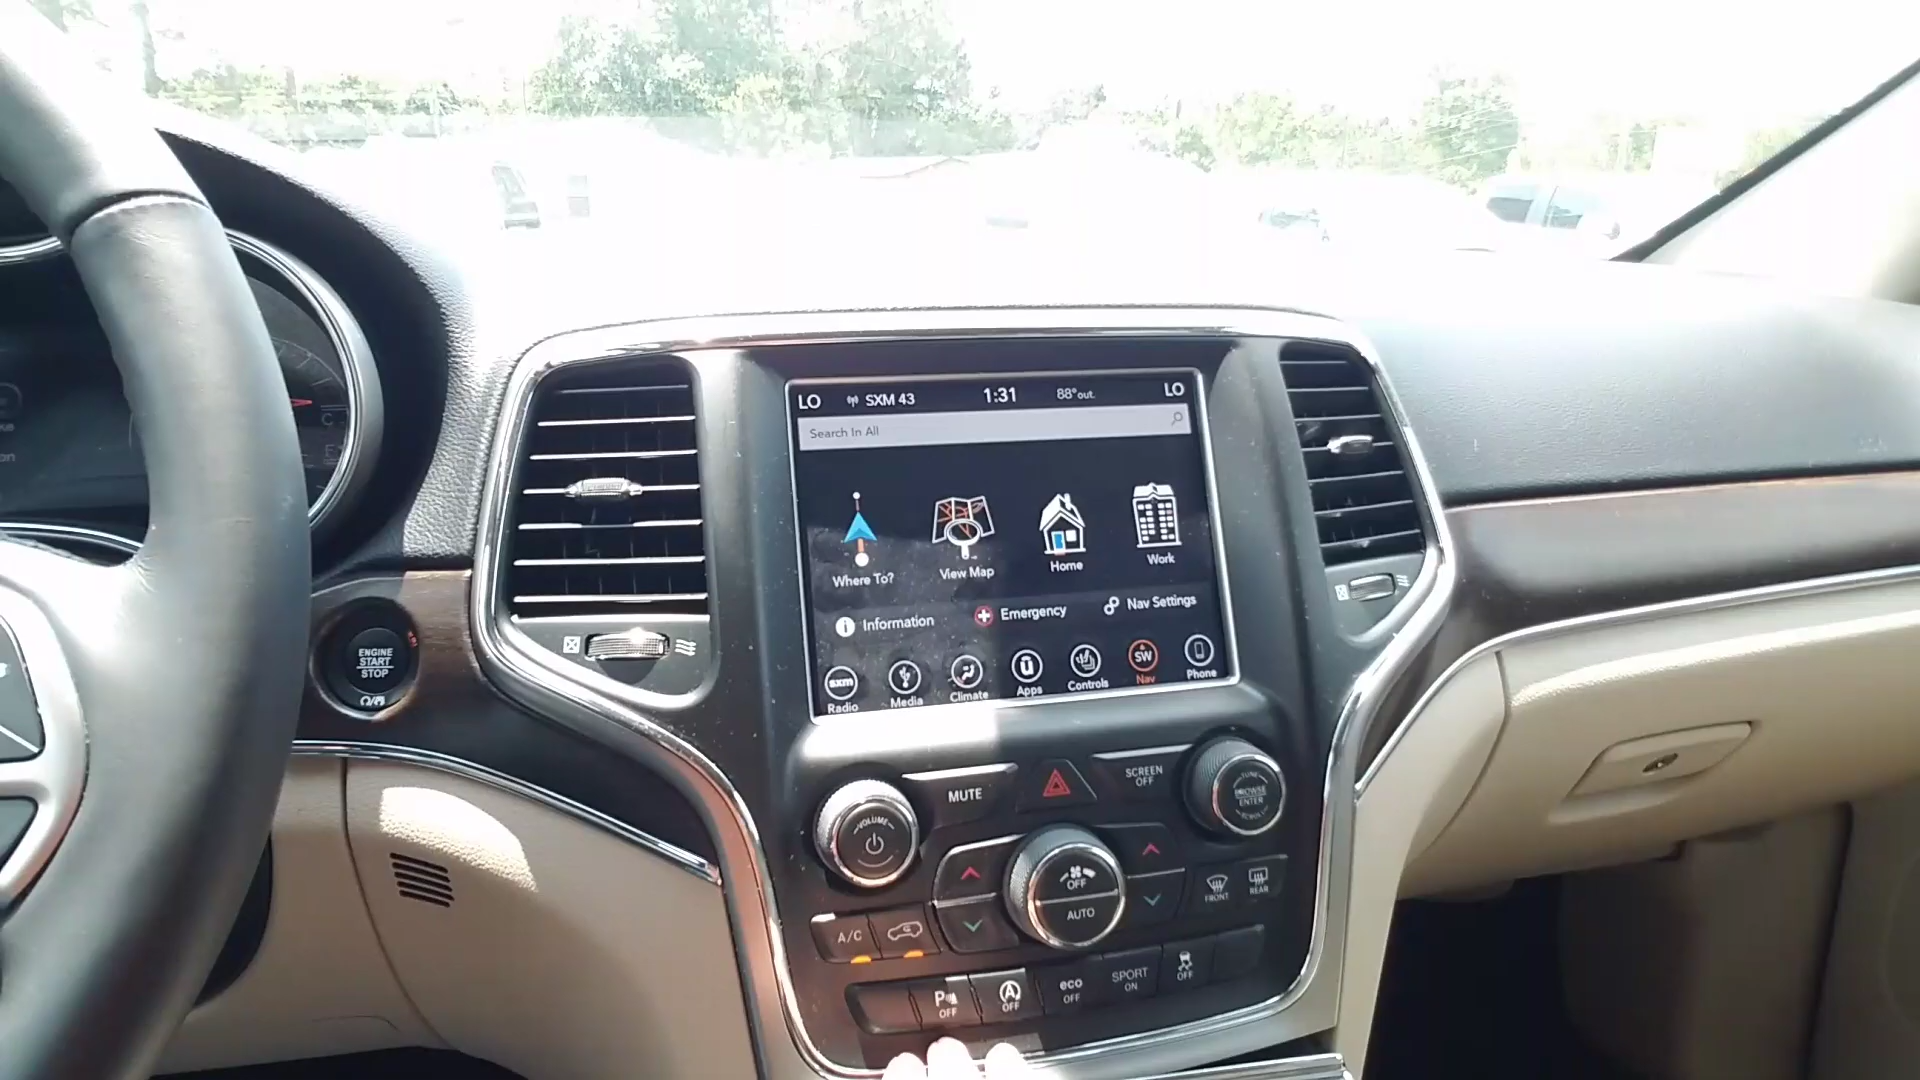 LO SXM 43 1:31 88°out. LO
Search In All
Where To? View Map Home Work
Information Emergency Nav Settings
sxm
SW
Radio Media Climate Apps Controls Nav Phone
ENGINE
START
STOP
MUTE
SCREEN
OFF
VOLUME
TUNE
BROWSE
ENTER
OFF
AUTO
FRONT
REAR
A/C
P OFF
A OFF
eco
OFF
SPORT
ON
OFF
C